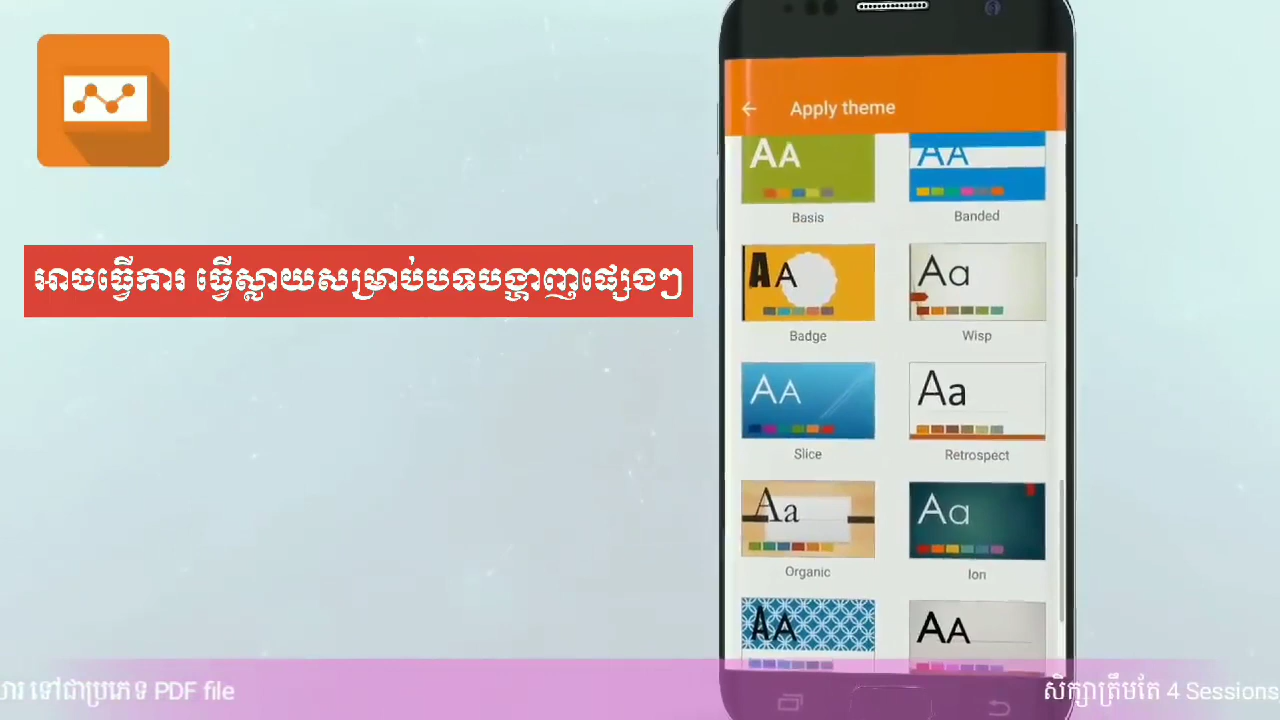 Apply theme
AA
AA
Basis
Banded
AA
Aa
Badge
Wisp
AA
Aa
Slice
Retrospect
Aa
Aa
Organic
Ion
AA
AA
អាចធ្វើការ ធ្វើស្លាយសម្រាប់បទបង្ហាញផ្សេងៗ
ទៅជាប្រភេទ PDF file
សិក្សាត្រឹមតែ 4 Sessions